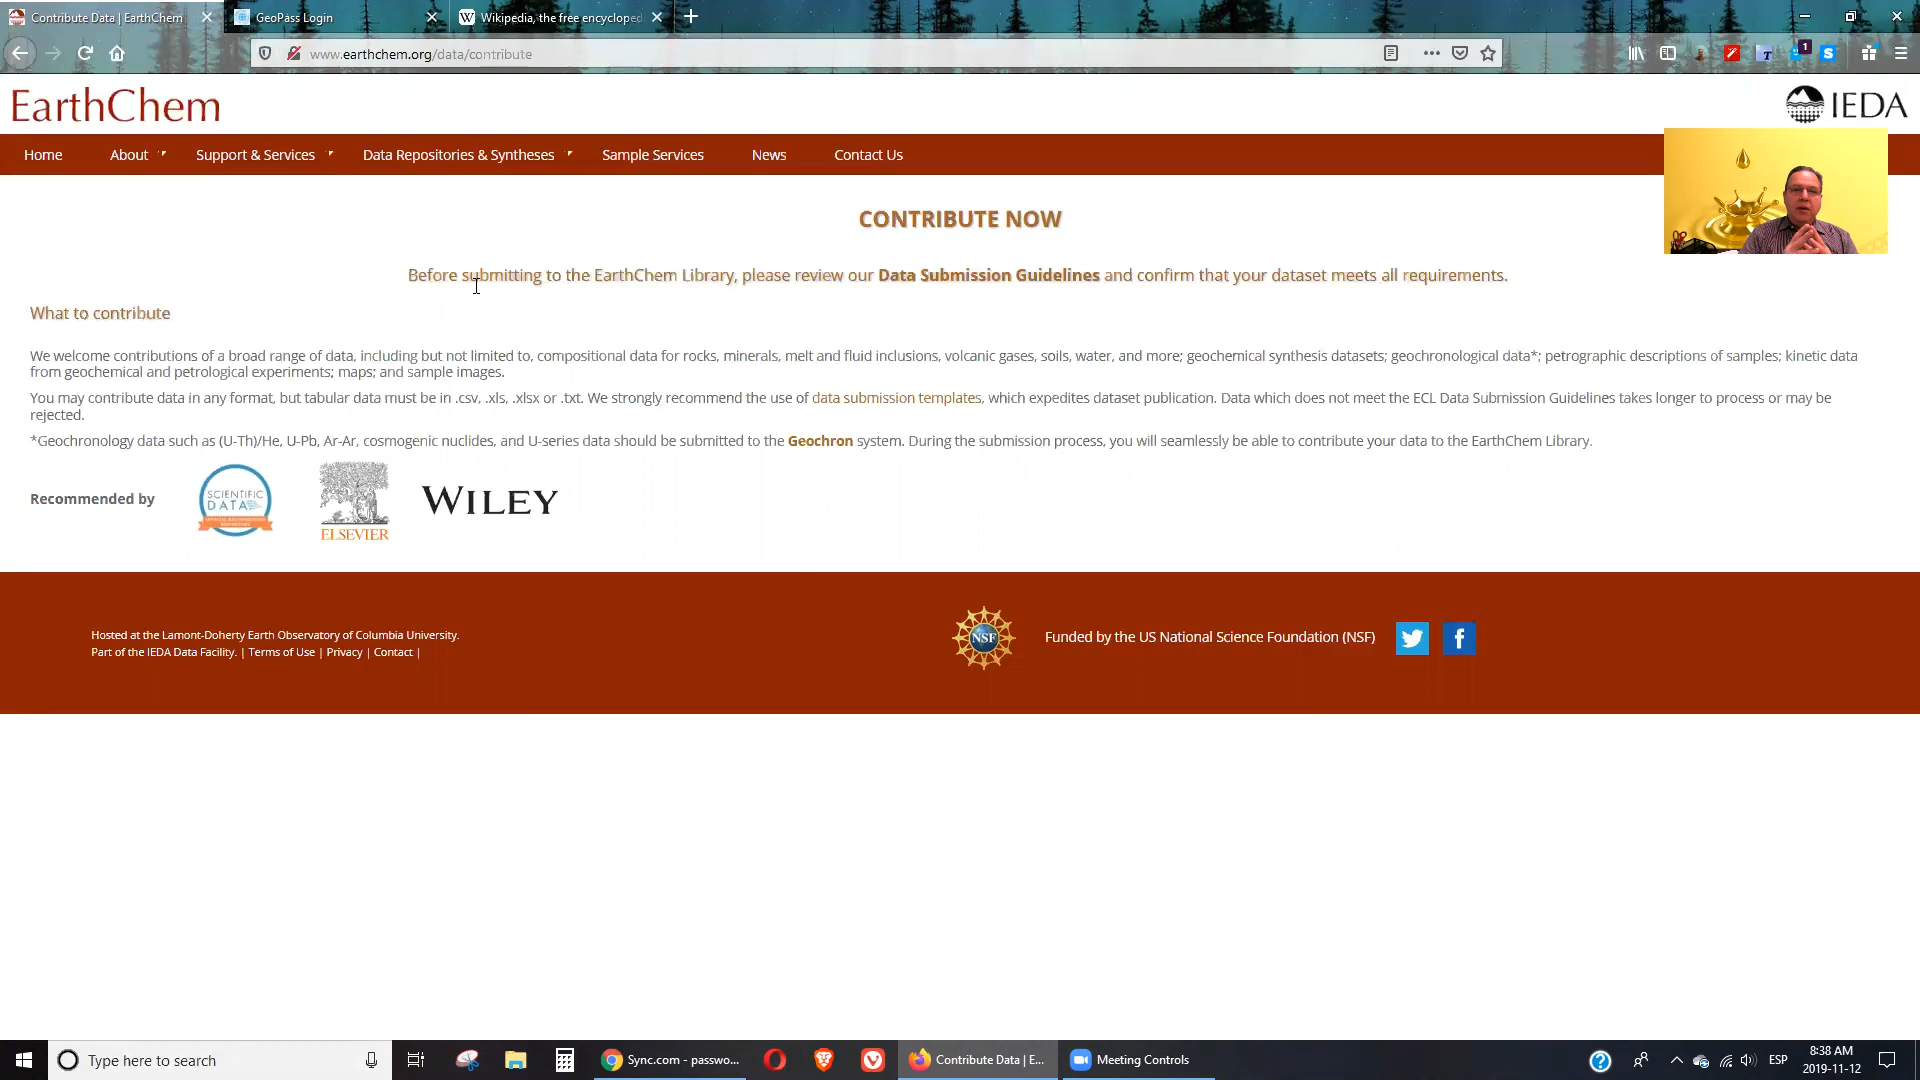 Contribute Data | EarthChem
GeoPass Login
Wikipedia, the free encycloped
www.earthchem.org/data/contribute
1
EarthChem
IEDA
Home
About
Support & Services
Data Repositories & Syntheses
Sample Services
News
Contact Us
CONTRIBUTE NOW
Before submitting to the EarthChem Library, please review our Data Submission Guidelines and confirm that your dataset meets all requirements.
What to contribute
We welcome contributions of a broad range of data, including but not limited to, compositional data for rocks, minerals, melt and fluid inclusions, volcanic gases, soils, water, and more; geochemical synthesis datasets; geochronological data*; petrographic descriptions of samples; kinetic data
from geochemical and petrological experiments; maps; and sample images.
You may contribute data in any format, but tabular data must be in .csv, .xls, .xlsx or .txt. We strongly recommend the use of data submission templates, which expedites dataset publication. Data which does not meet the ECL Data Submission Guidelines takes longer to process or may be
rejected.
*Geochronology data such as (U-Th)/He, U-Pb, Ar-Ar, cosmogenic nuclides, and U-series data should be submitted to the Geochron system. During the submission process, you will seamlessly be able to contribute your data to the EarthChem Library.
Recommended by
SCIENTIFIC
DATA
ELSEVIER
WILEY
Hosted at the Lamont-Doherty Earth Observatory of Columbia University.
Part of the IEDA Data Facility. | Terms of Use | Privacy | Contact |
NSF
Funded by the US National Science Foundation (NSF)
Type here to search
Sync.com - passwo...
Contribute Data | E...
Meeting Controls
ESP
8:38 AM
2019-11-12